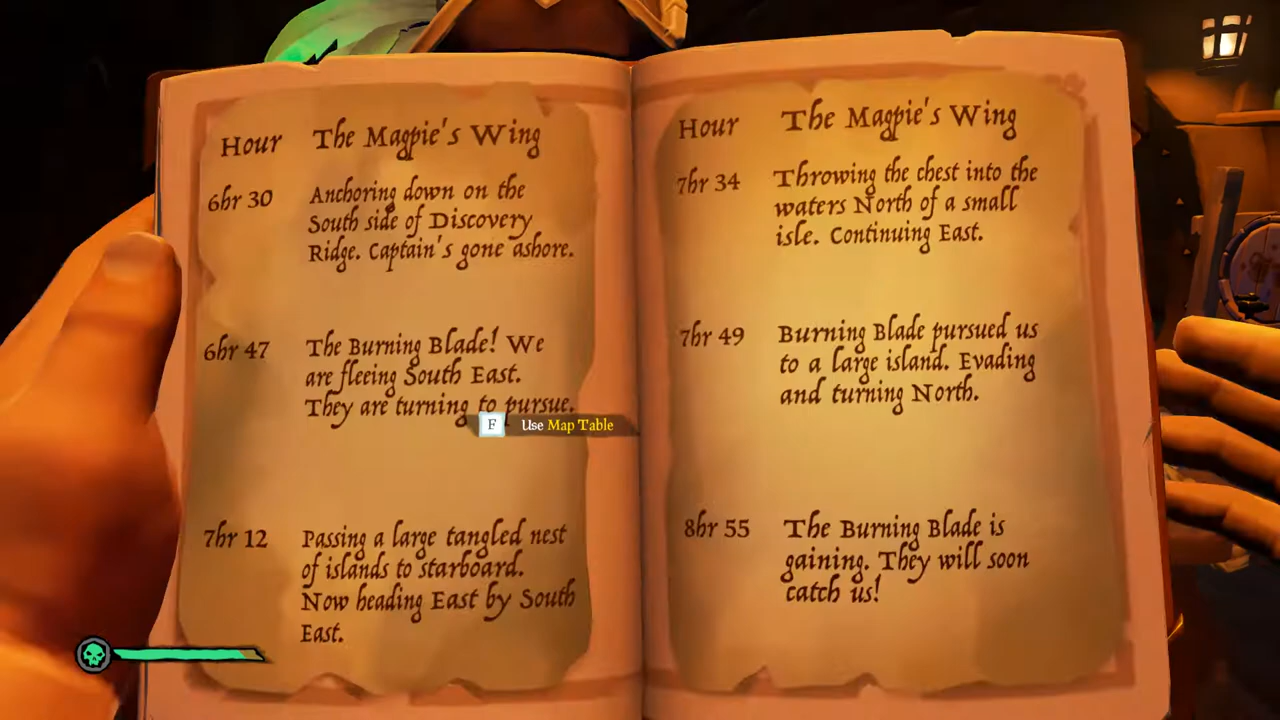 Hour The Magpie's Wing
6hr 30 Anchoring down on the
South side of Discovery
Ridge. Captain's gone ashore.
6hr 47 The Burning Blade! We
are fleeing South East.
They are turning to pursue.
F Use Map Table
7hr 12 Passing a large tangled nest
of islands to starboard.
Now heading East by South
East.
Hour The Magpie's Wing
7hr 34 Throwing the chest into the
waters North of a small
isle. Continuing East.
7hr 49 Burning Blade pursued us
to a large island. Evading
and turning North.
8hr 55 The Burning Blade is
gaining. They will soon
catch us!